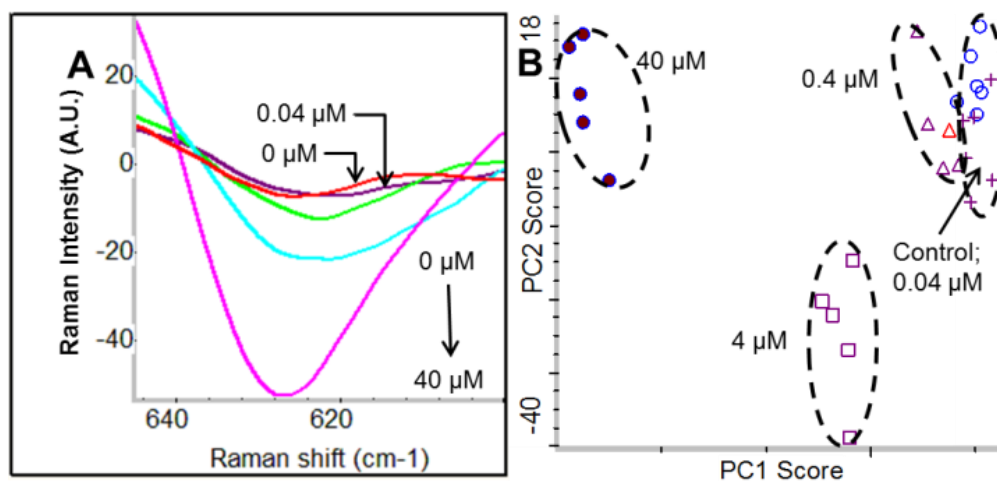 A
20
0
-20
-40
0.04 µM
0 µM
0 µM
40 µM
640
620
Raman Intensity (A.U.)
Raman shift (cm-1)
B
18
-40
40 µM
0.4 µM
Control;
0.04 µM
4 µM
PC2 Score
PC1 Score